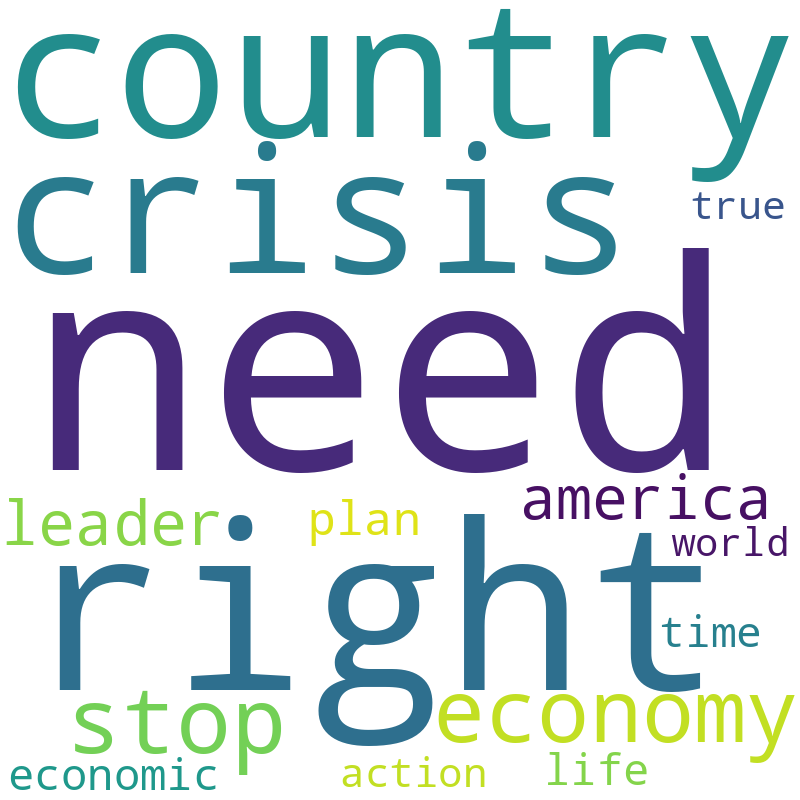 country
crisis
true
need
america
leader
plan
world
right
time
stop
economy
economic
action
life